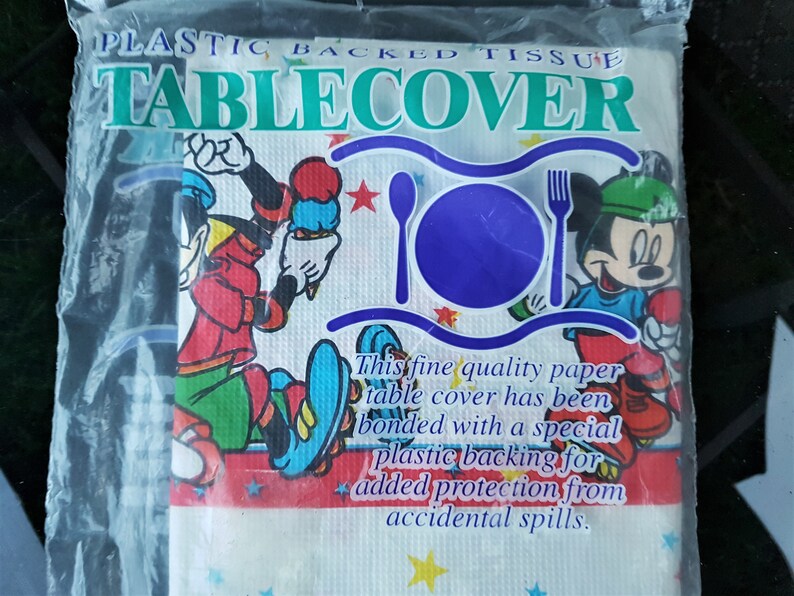 PLASTIC BACKED TISSUE
TABLECOVER
This fine quality paper
table cover has been
bonded with a special
plastic backing for
added protection from
accidental spills.